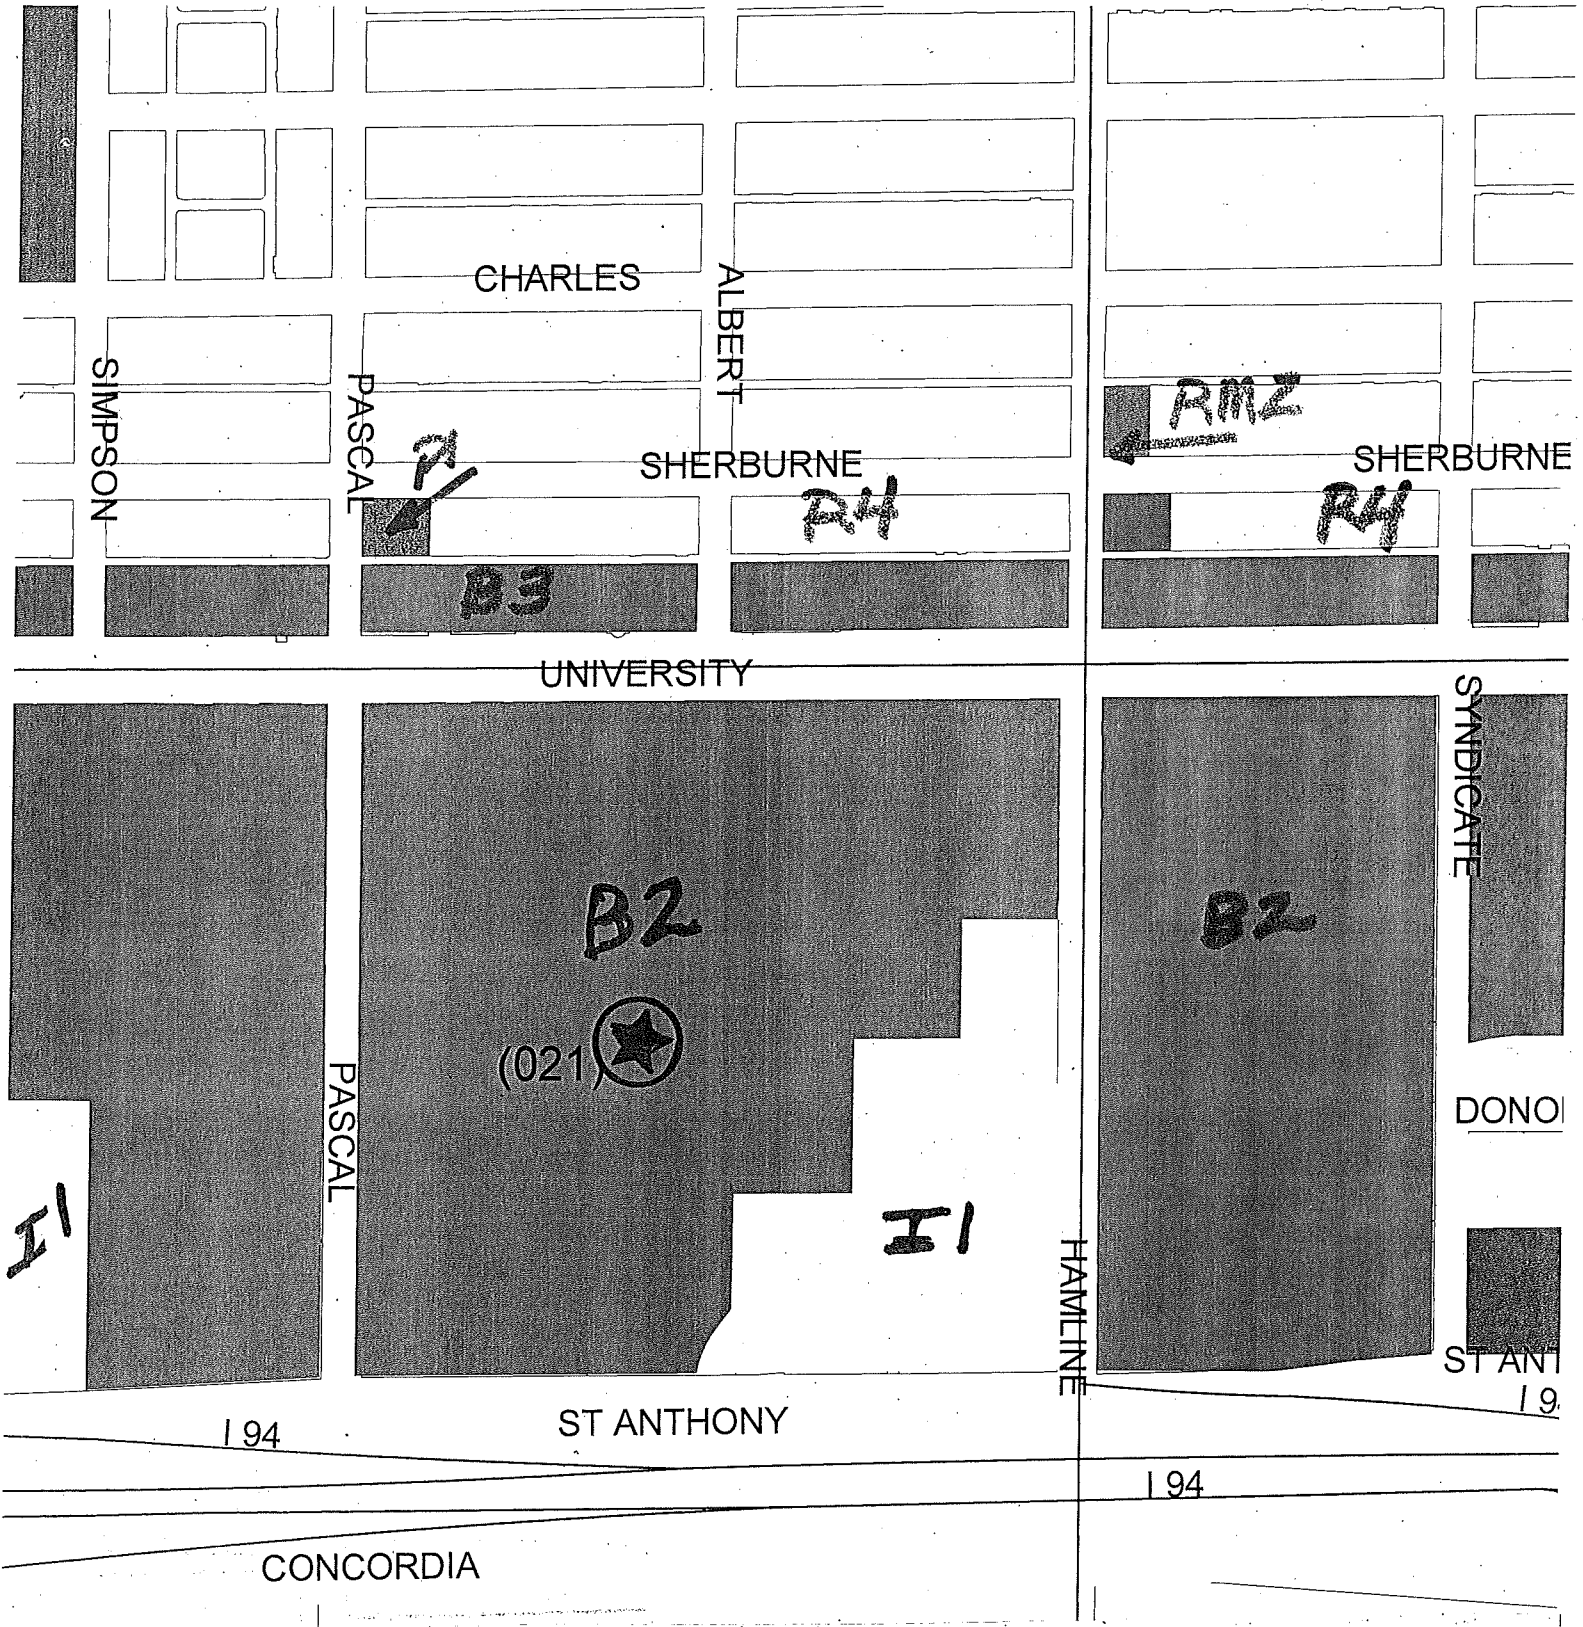 CHARLES
ALBERT
SIMPSON
PASCAL
RM2
P1
SHERBURNE
SHERBURNE
R4
R4
B3
UNIVERSITY
SYNDICATE
B2
B2
(021)
PASCAL
DONO
I1
I1
HAMLINE
ST ANT
I 9
I 94
ST ANTHONY
I 94
CONCORDIA